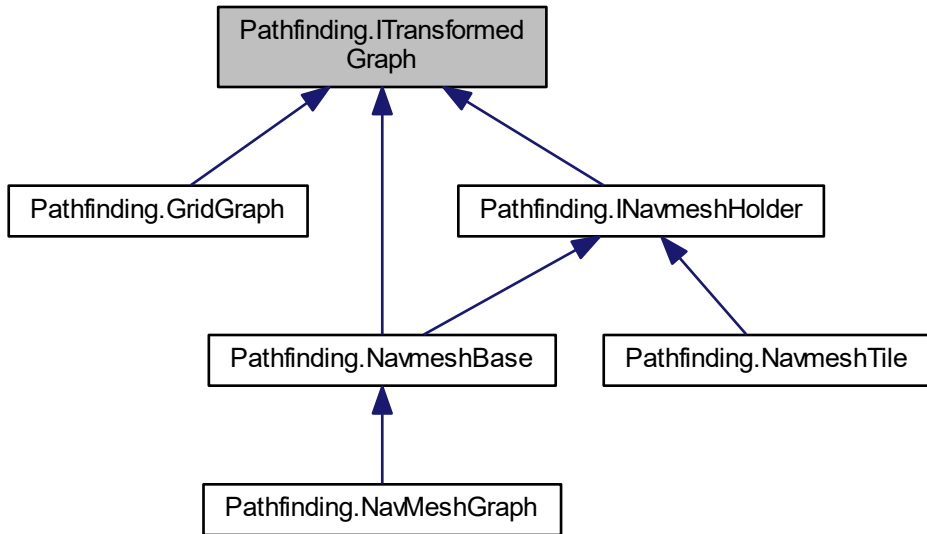 Pathfinding.ITransformed
Graph
Pathfinding.GridGraph
Pathfinding.INavmeshHolder
Pathfinding.NavmeshBase
Pathfinding.NavmeshTile
Pathfinding.NavMeshGraph